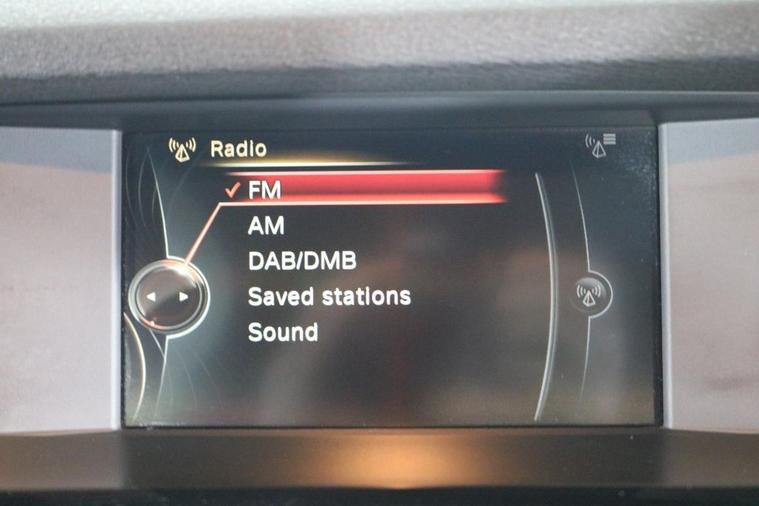 Radio
FM
AM
DAB/DMB
Saved stations
Sound